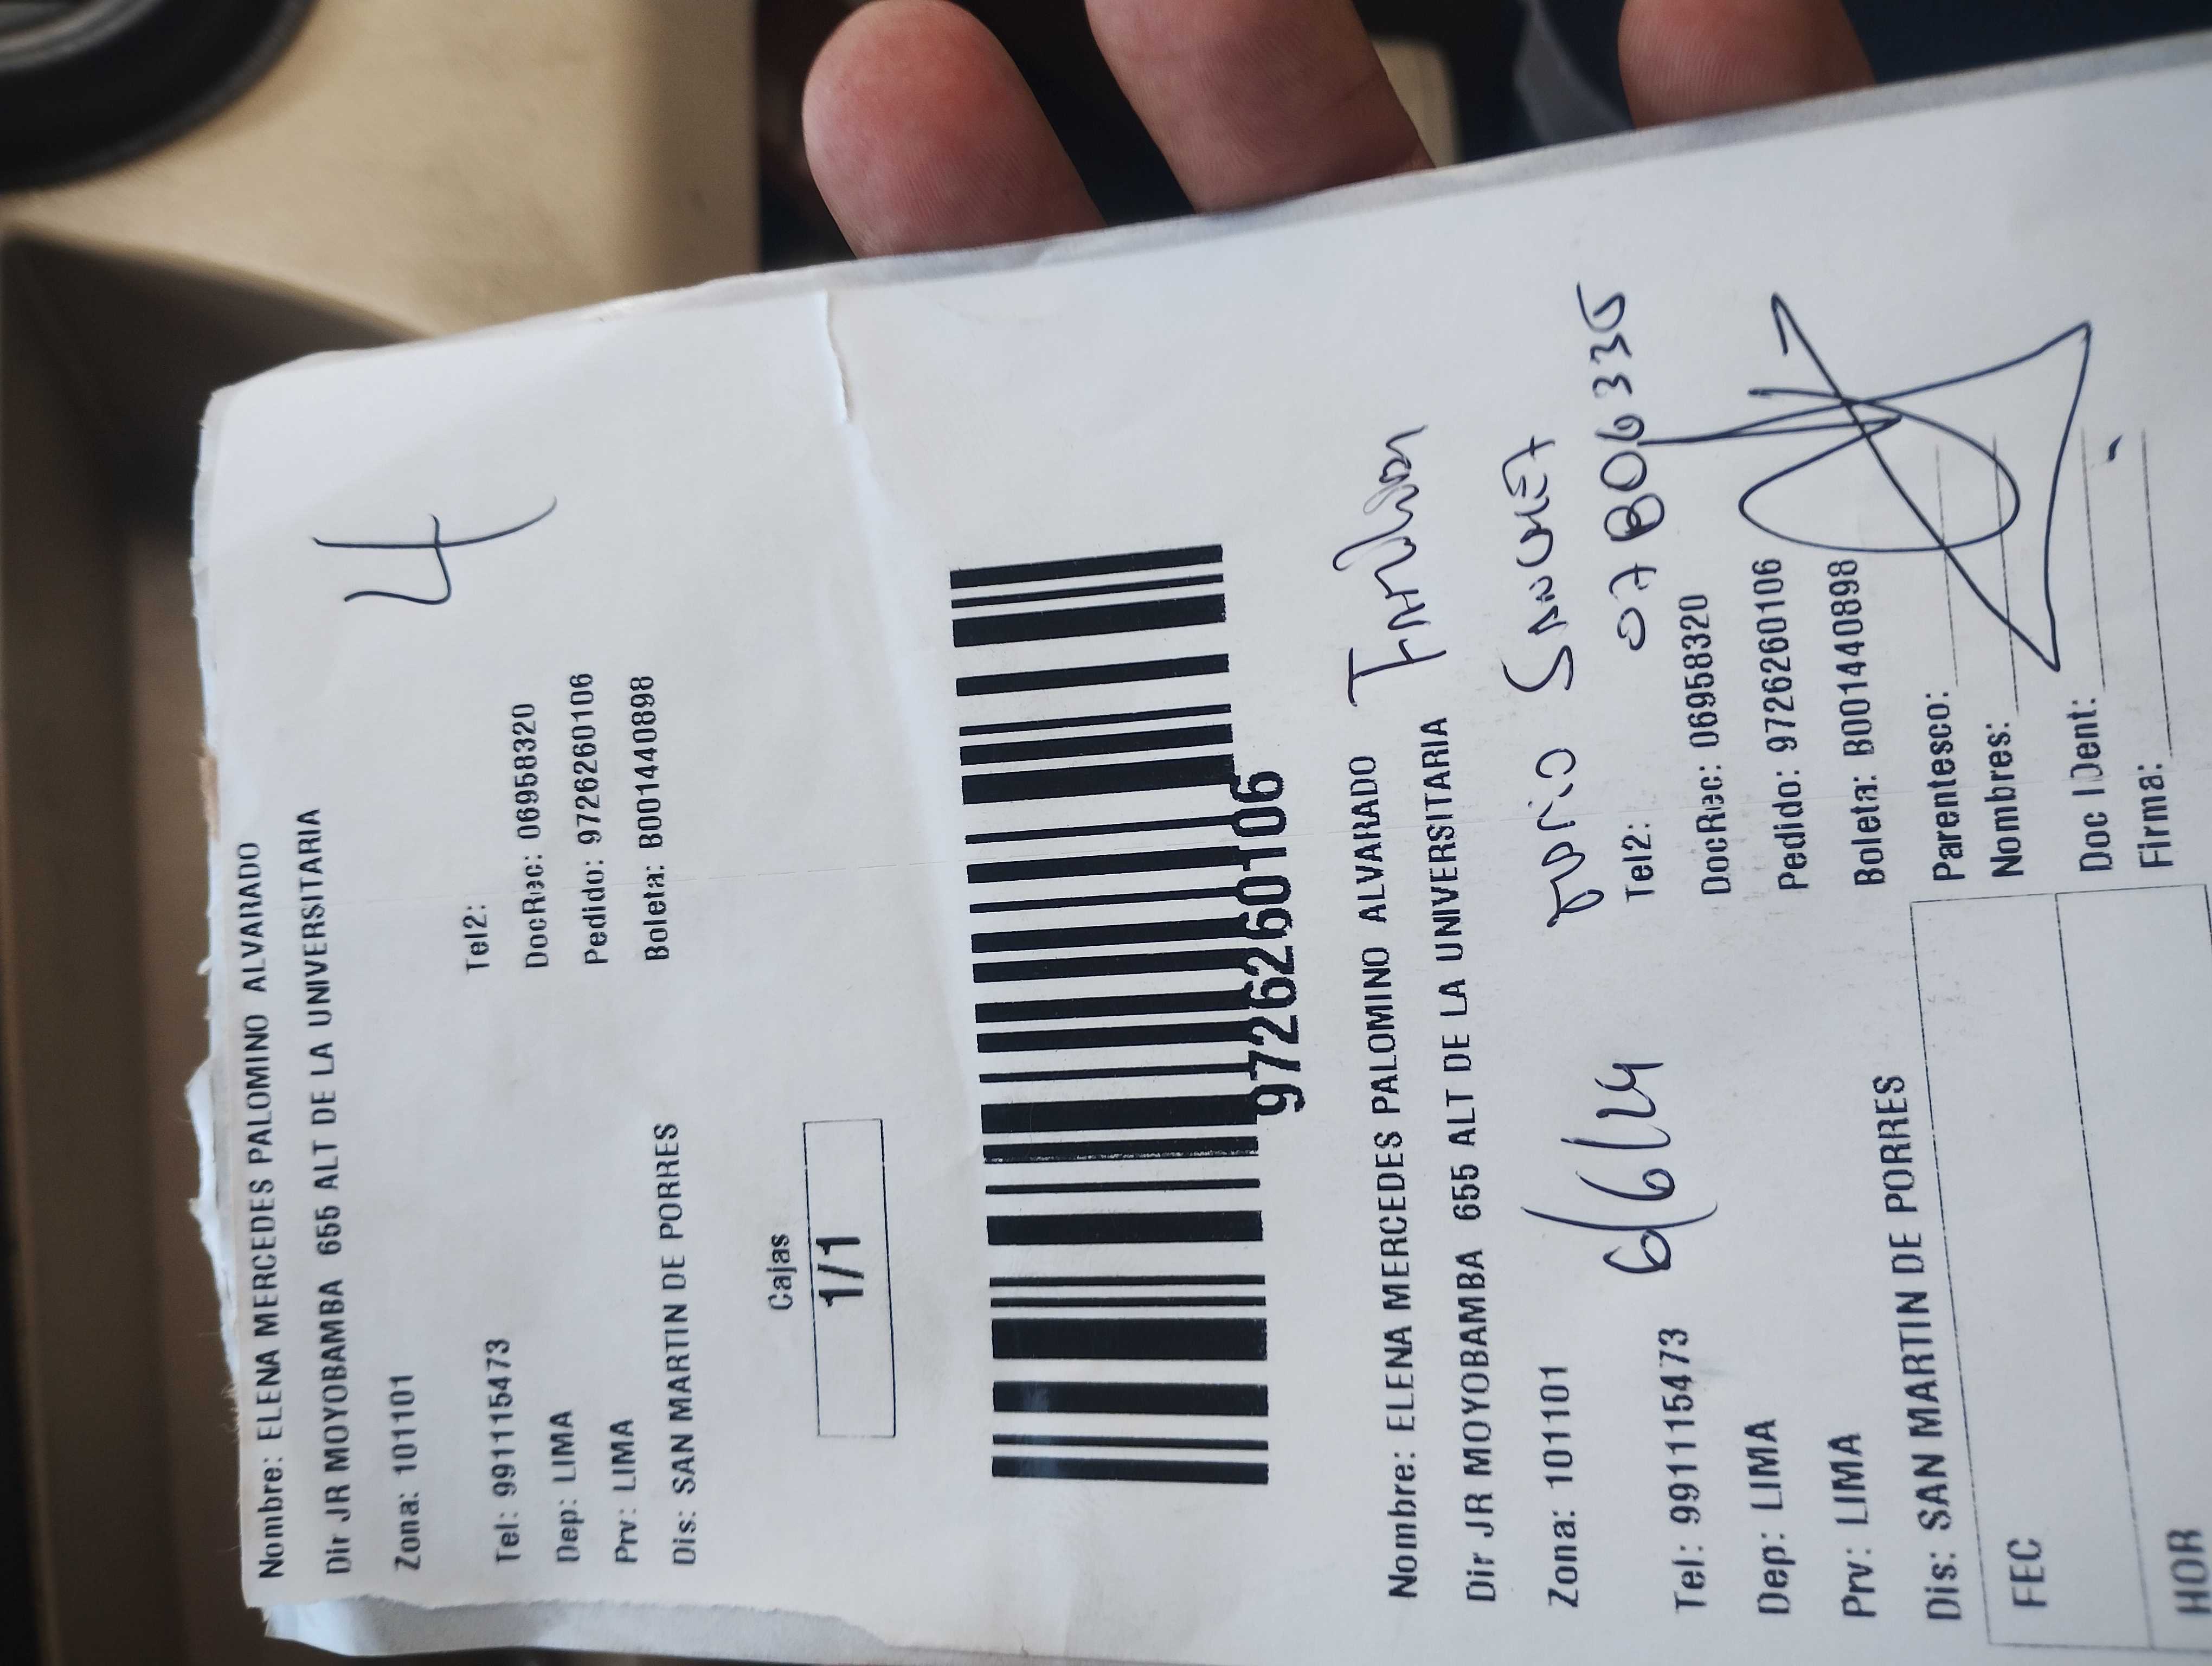 Nombre: ELENA MERCEDES PALOMINO ALVARADO
Dir JR MOYOBAMBA 655 ALT DE LA UNIVERSITARIA
4
Zona: 101101
Tel: 991115473 Tel2:
Dep: LIMA DocRec: 06958320
Prv: LIMA Pedido: 9726260106
Dis: SAN MARTIN DE PORRES Boleta: B001440898
Cajas
1/1
9726260106
Nombre: ELENA MERCEDES PALOMINO ALVARADO
Dir JR MOYOBAMBA 655 ALT DE LA UNIVERSITARIA
Zona: 101101
6/6/24
SANCHEZ
Tel: 991115473 Tel2:
Dep: LIMA DocRec: 06958320
Prv: LIMA Pedido: 9726260106
Dis: SAN MARTIN DE PORRES Boleta: B001440898
FEC
HOR
Parentesco:
Nombres:
Doc IDent:
Firma: